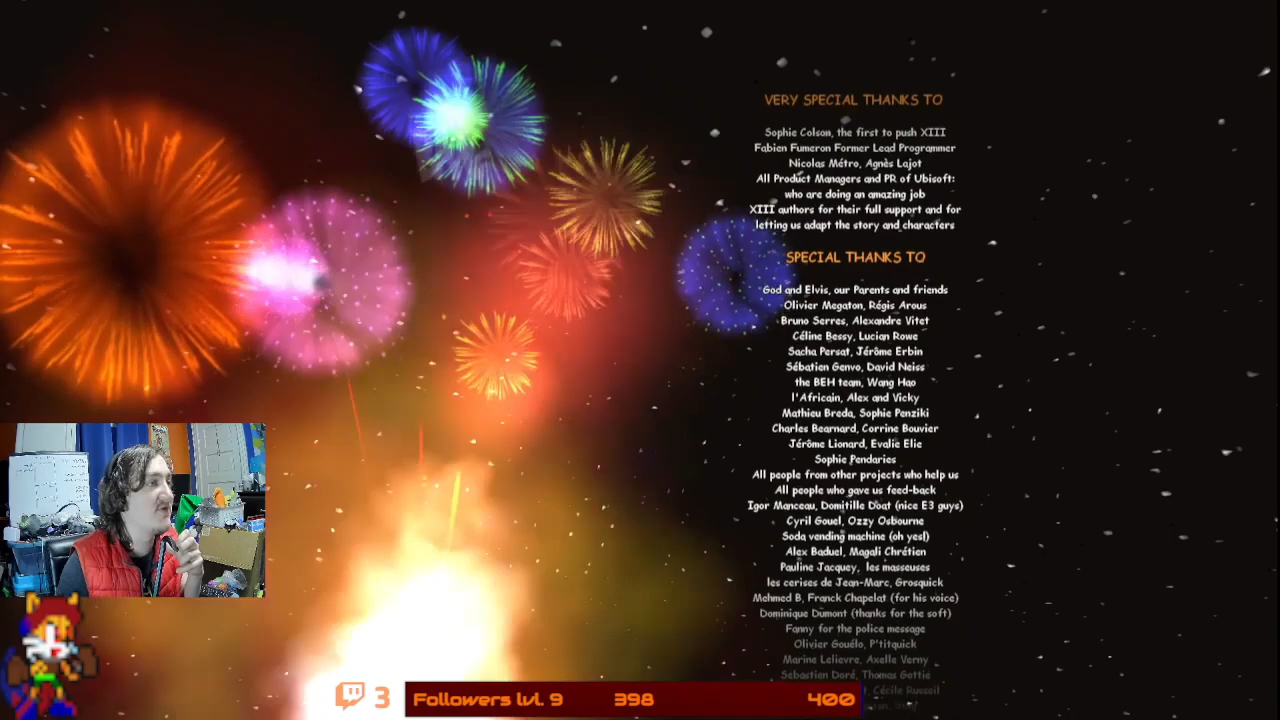 VERY SPECIAL THANKS TO
Sophie Colson, the first to push XIII
Fabien Fumeron Former Lead Programmer
Nicolas Métro, Agnès Lajot
All Product Managers and PR of Ubisoft:
who are doing an amazing job
XIII authors for their full support and for
letting us adapt the story and characters
SPECIAL THANKS TO
God and Elvis, our Parents and friends
Olivier Megaton, Régis Arous
Bruno Serres, Alexandre Vitet
Céline Bessy, Lucian Rowe
Sacha Persat, Jérôme Erbin
Sébatien Genvo, David Neiss
the BEH team, Wang Hao
l'Africain, Alex and Vicky
Mathieu Breda, Sophie Penziki
Charles Bearnard, Corrine Bouvier
Jérôme Lionard, Evalie Elie
Sophie Pendaries
All people from other projects who help us
All people who gave us feed-back
Igor Manceau, Domitille Doat (nice E3 guys)
Cyril Gouel, Ozzy Osbourne
Soda vending machine (oh yes!)
Alex Baduel, Magali Chrétien
Pauline Jacquey, les masseuses
les cerises de Jean-Marc, Grosquick
Mehmed B, Franck Chapelat (for his voice)
Dominique Dumont (thanks for the soft)
Fanny for the police message
Olivier Gouélo, P'titquick
Marine Lelievre, Axelle Verny
Sebastien Doré, Thomas Gottie
, Cécile Russeil
3 Followers lvl. 9 398 400